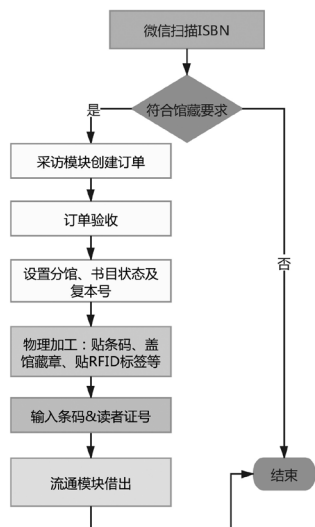 微信扫描ISBN
符合馆藏要求
是
采访模块创建订单
订单验收
否
设置分馆、书目状态及
复本号
物理加工：贴条码、盖
馆藏章、贴RFID标签等
输入条码&读者证号
流通模块借出
结束